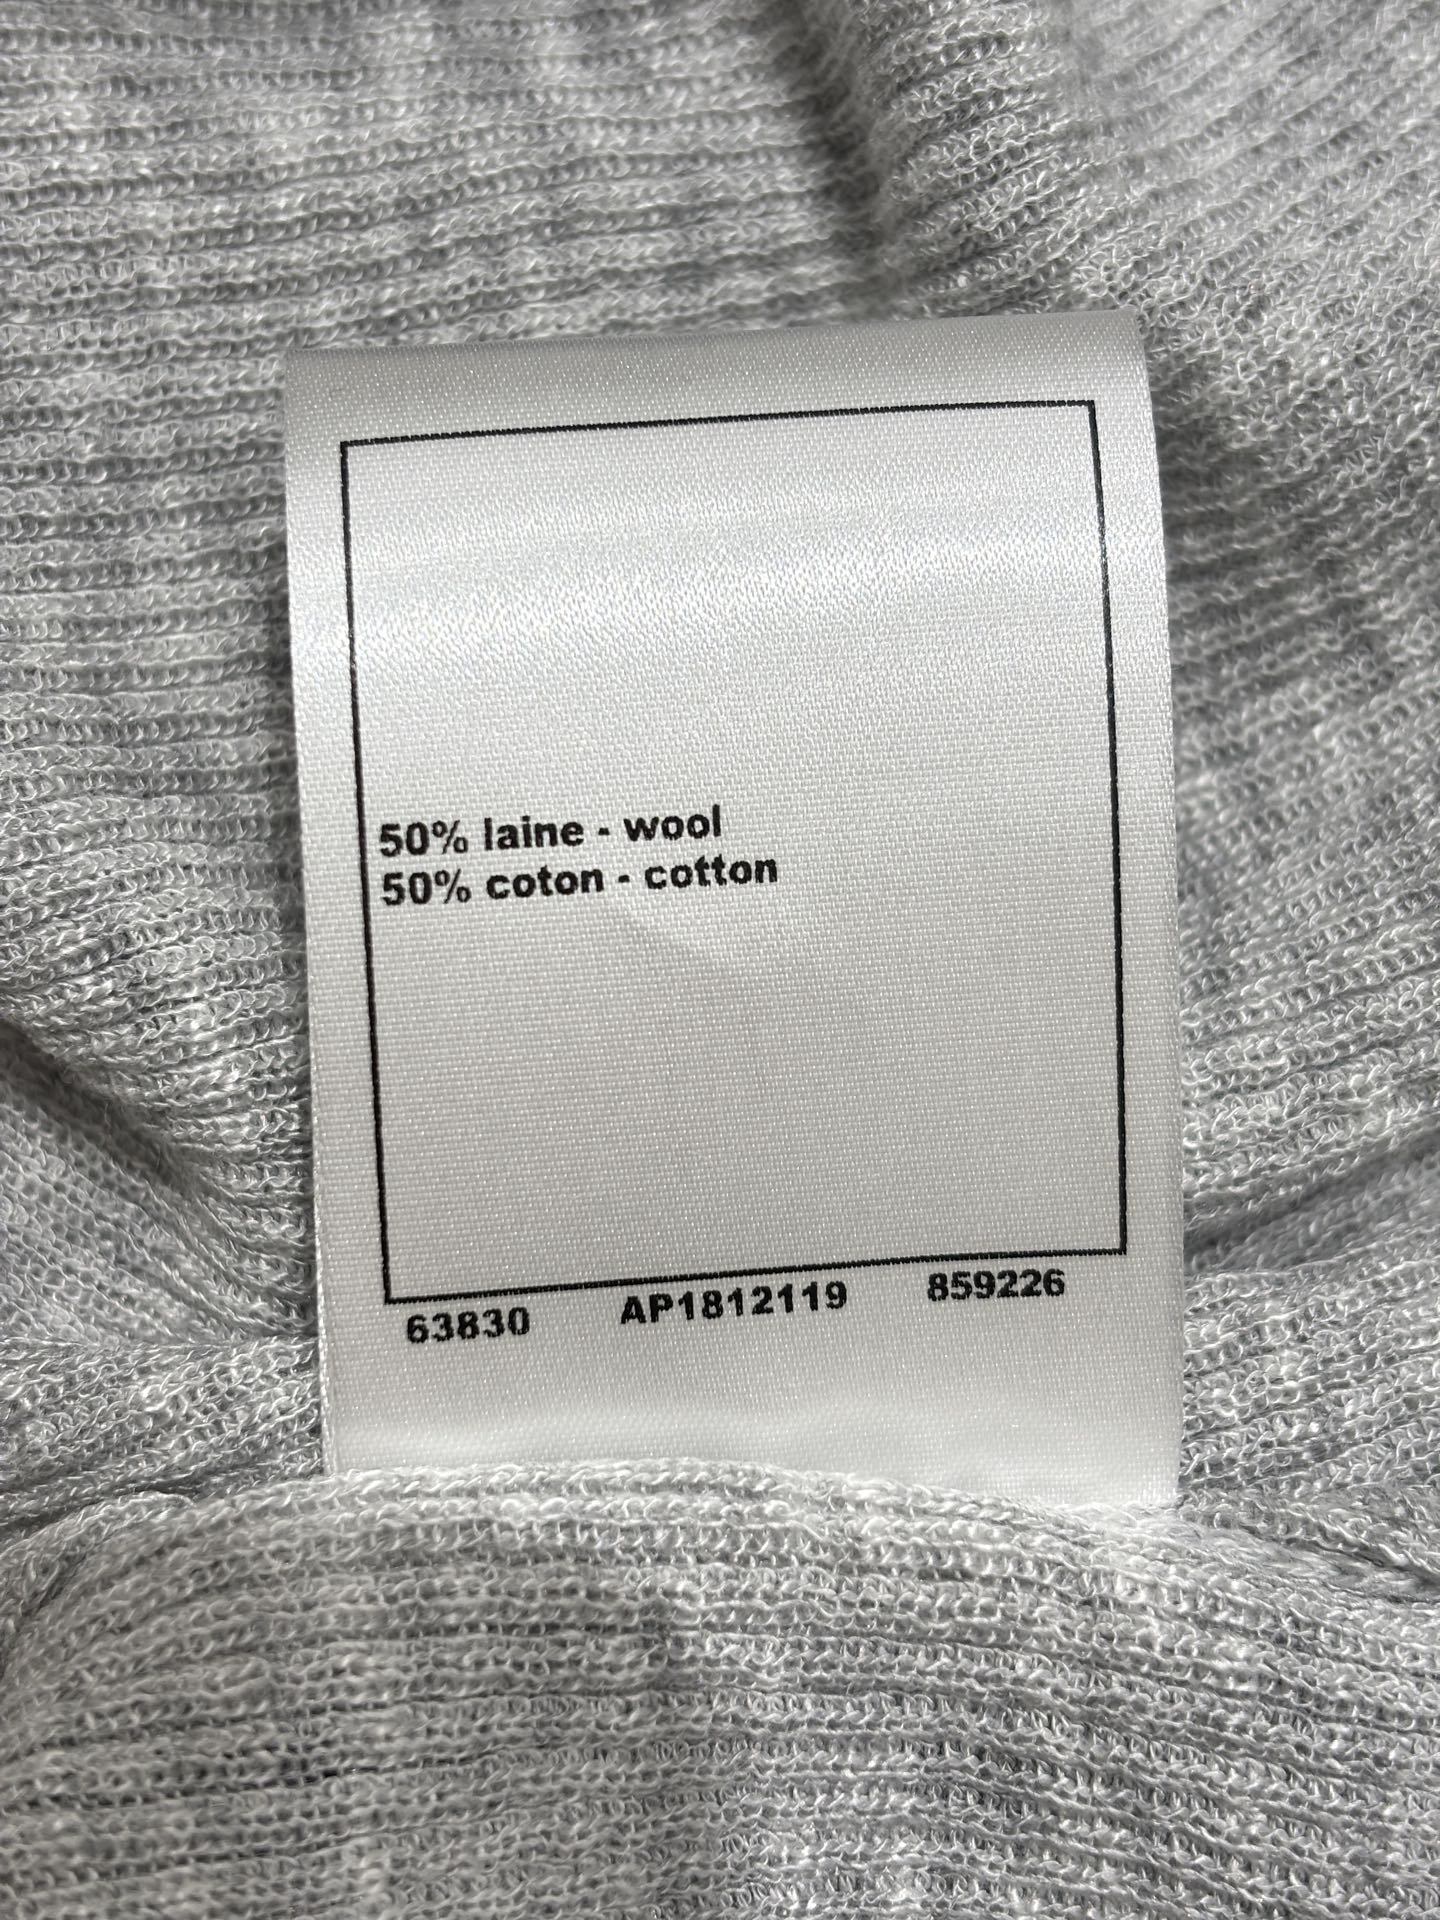 50% laine - wool
50% coton - cotton
63830 AP1812119 859226